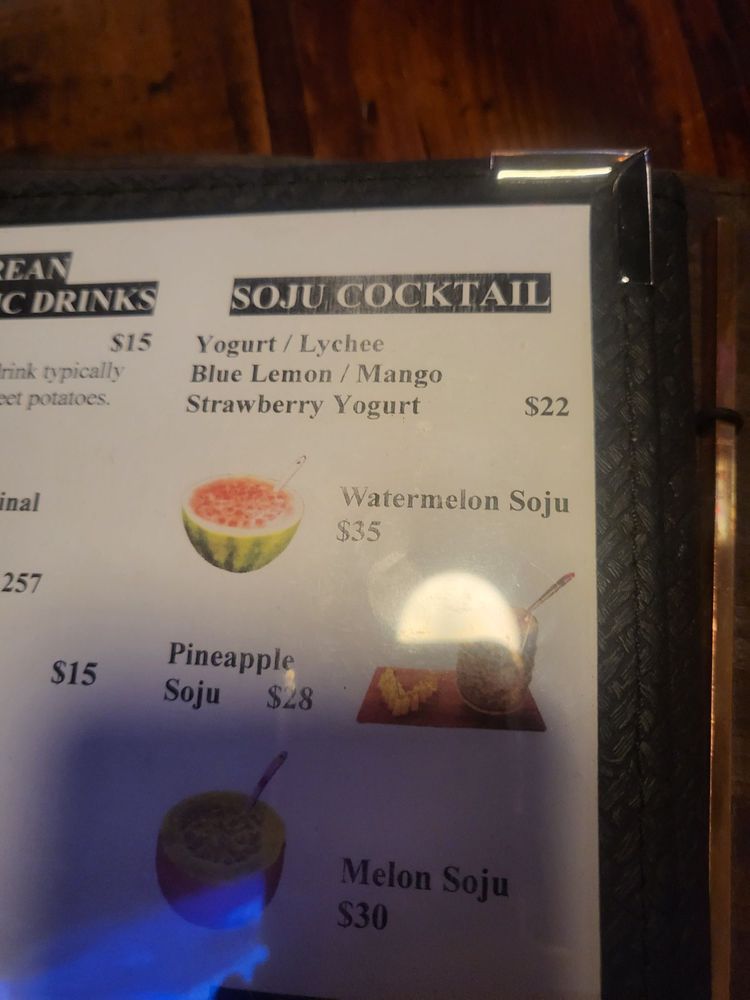 REAN
C DRINKS
$15
rink typically
eet potatoes.
inal
257
$15
SOJU COCKTAIL
Yogurt / Lychee
Blue Lemon / Mango
Strawberry Yogurt $22
Watermelon Soju
$35
Pineapple
Soju $28
Melon Soju
$30